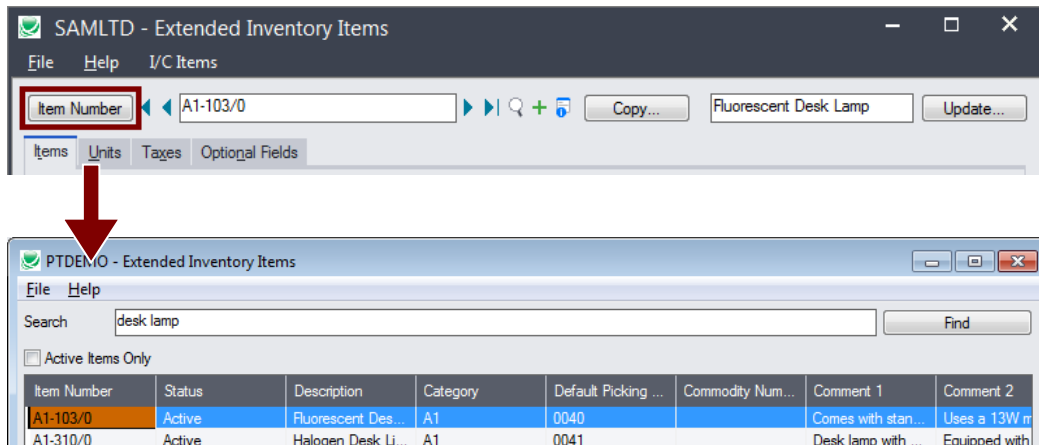 SAMLTD - Extended Inventory Items
File Help I/C Items
Item Number A1-103/0 Copy... Fluorescent Desk Lamp Update...
Items Units Taxes Optional Fields
PTDEMO - Extended Inventory Items
File Help
Search desk lamp Find
Active Items Only
Item Number Status Description Category Default Picking ... Commodity Num... Comment 1 Comment 2
A1-103/0 Active Fluorescent Des... A1 0040 Comes with stan... Uses a 13W
A1-310/0 Active Halogen Desk Li... A1 0041 Desk lamp with ... Equipped with